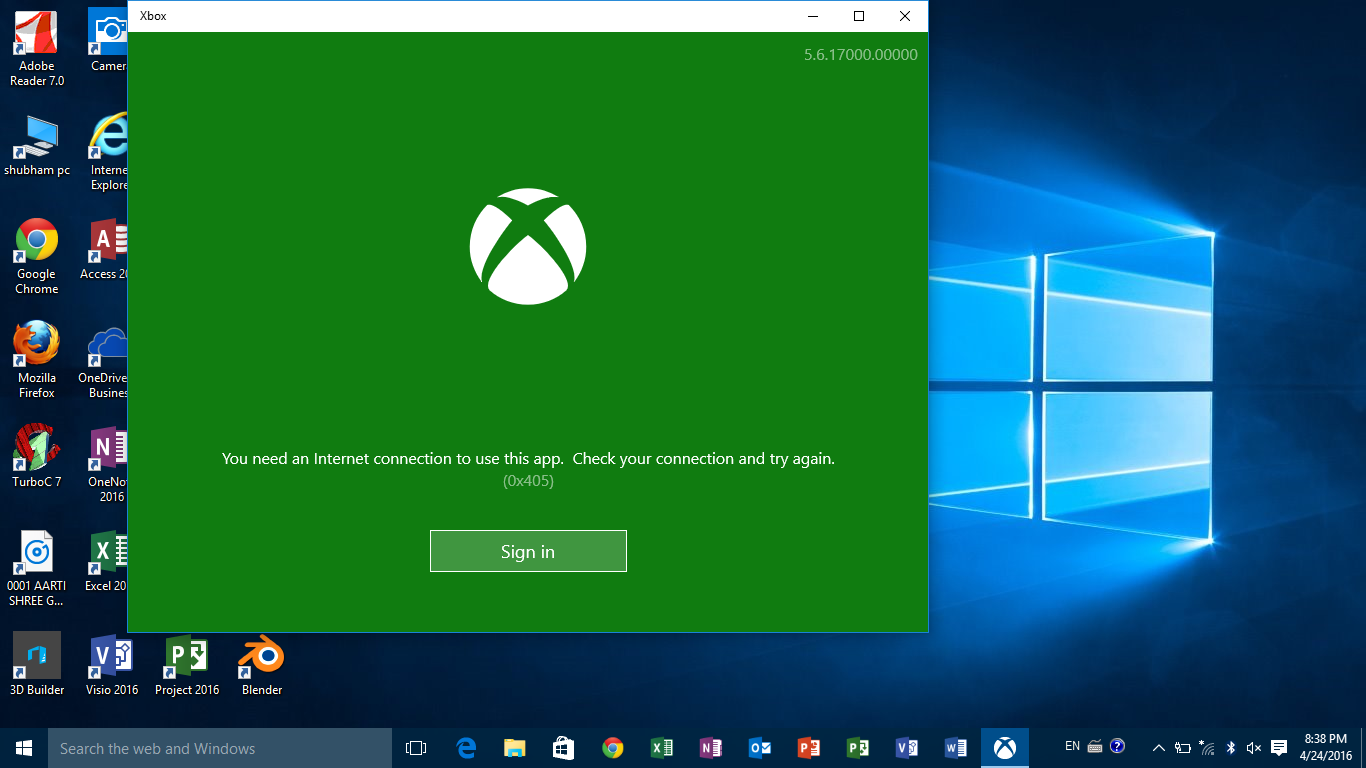 Xbox
5.6.17000.00000
You need an Internet connection to use this app.  Check your connection and try again.
(0x405)
Sign in
Adobe
Reader 7.0
Camera
shubham pc
Interne
Explore
Google
Chrome
Access 20
Mozilla
Firefox
OneDrive
Busines
TurboC 7
OneNo
2016
0001 AARTI
SHREE G...
Excel 20
3D Builder
Visio 2016
Project 2016
Blender
Search the web and Windows
EN
8:38 PM
4/24/2016